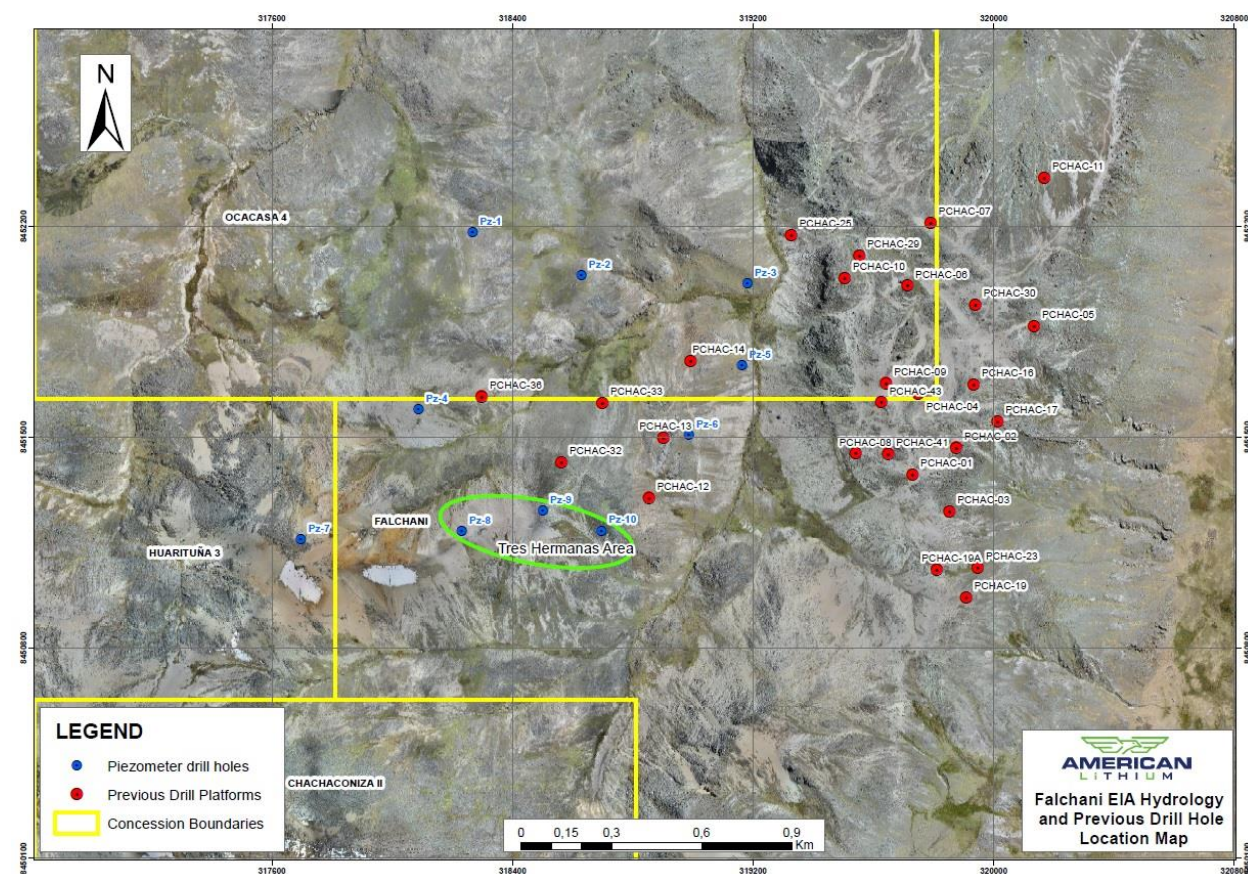 317600
318400
319200
320000
320800
N
PCHAC-11
OCACASA 4
PCHAC-07
Pz-1
PCHAC-25
8452200
8452200
PCHAC-29
Pz-2
PCHAC-10
PCHAC-06
Pz-3
PCHAC-30
PCHAC-05
PCHAC-14
Pz-5
PCHAC-09
PCHAC-16
PCHAC-36
PCHAC-43
PCHAC-33
PCHAC-04
Pz-4
PCHAC-17
PCHAC-13
Pz-6
PCHAC-02
PCHAC-08
PCHAC-41
PCHAC-32
PCHAC-01
PCHAC-12
Pz-9
PCHAC-03
FALCHANI
Pz-8
Pz-10
Pz-7
Tres Hermanas Area
HUARITUÑA 3
PCHAC-19A
PCHAC-23
PCHAC-19
8450800
8450800
LEGEND
Piezometer drill holes
Previous Drill Platforms
Concession Boundaries
CHACHACONIZA II
0 0,15 0,3 0,6 0,9
Km
AMERICAN
LiTHIUM
Falchani EIA Hydrology
and Previous Drill Hole
Location Map
8450100
317600
318400
319200
320000